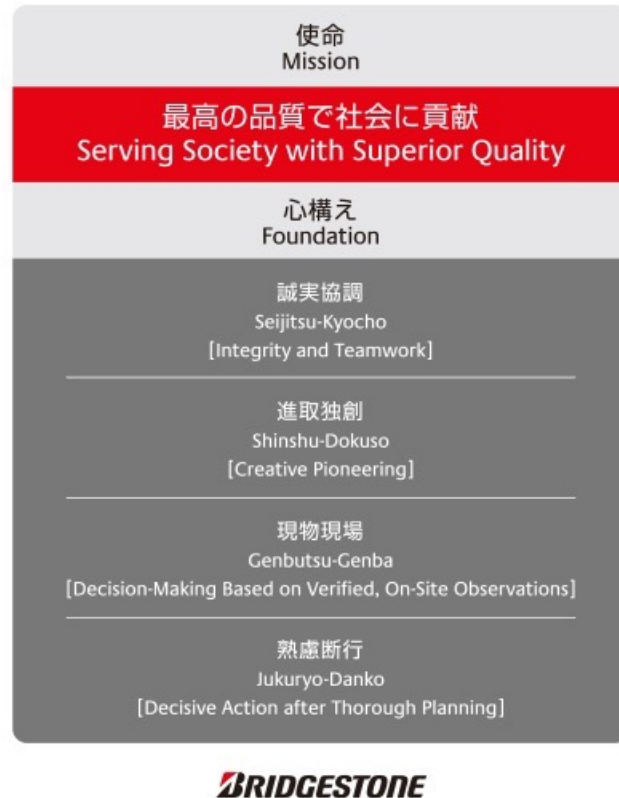 使命
Mission
最高の品質で社会に貢献
Serving Society with Superior Quality
心構え
Foundation
誠実協調
Seijitsu-Kyocho
[Integrity and Teamwork]
進取独創
Shinshu-Dokuso
[Creative Pioneering]
現物現場
Genbutsu-Genba
[Decision-Making Based on Verified, On-Site Observations]
熟慮断行
Jukuryo-Danko
[Decisive Action after Thorough Planning]
BRIDGESTONE